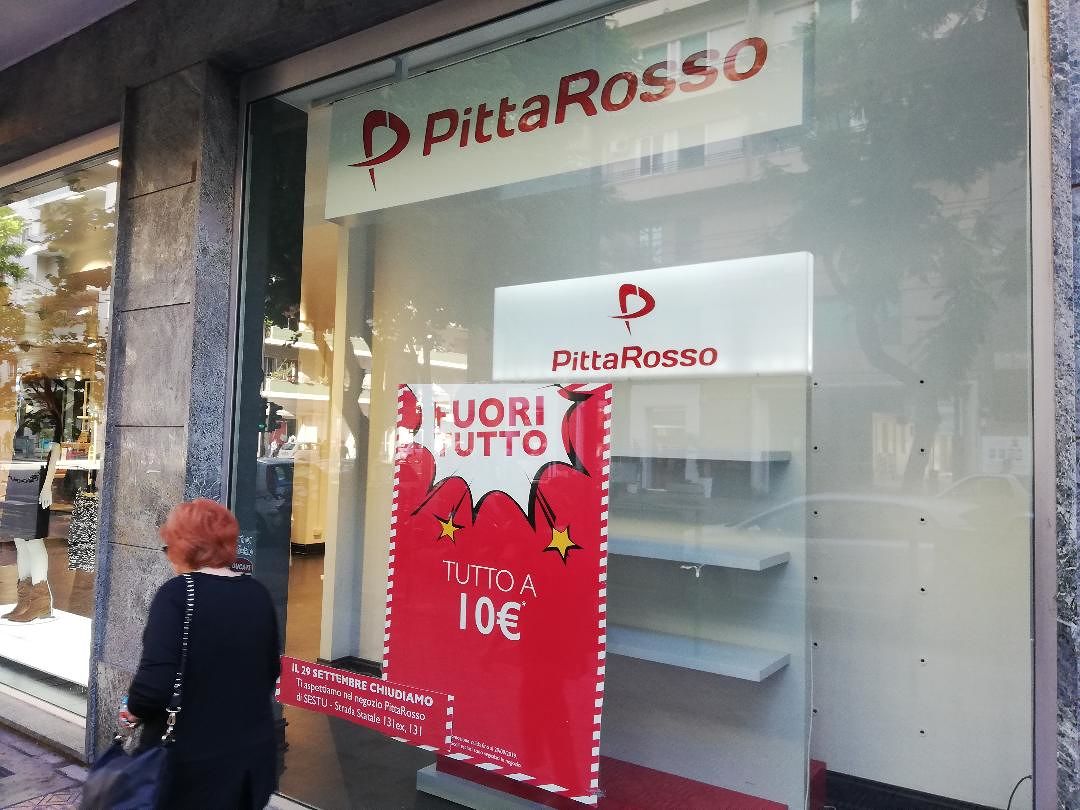 PittaRosso
PittaRosso
FUORI
TUTTO
TUTTO A
10€*
IL 29 SETTEMBRE CHIUDIAMO
Ti aspettiamo nel negozio PittaRosso
di SESTU - Strada Statale 131 ex, 131